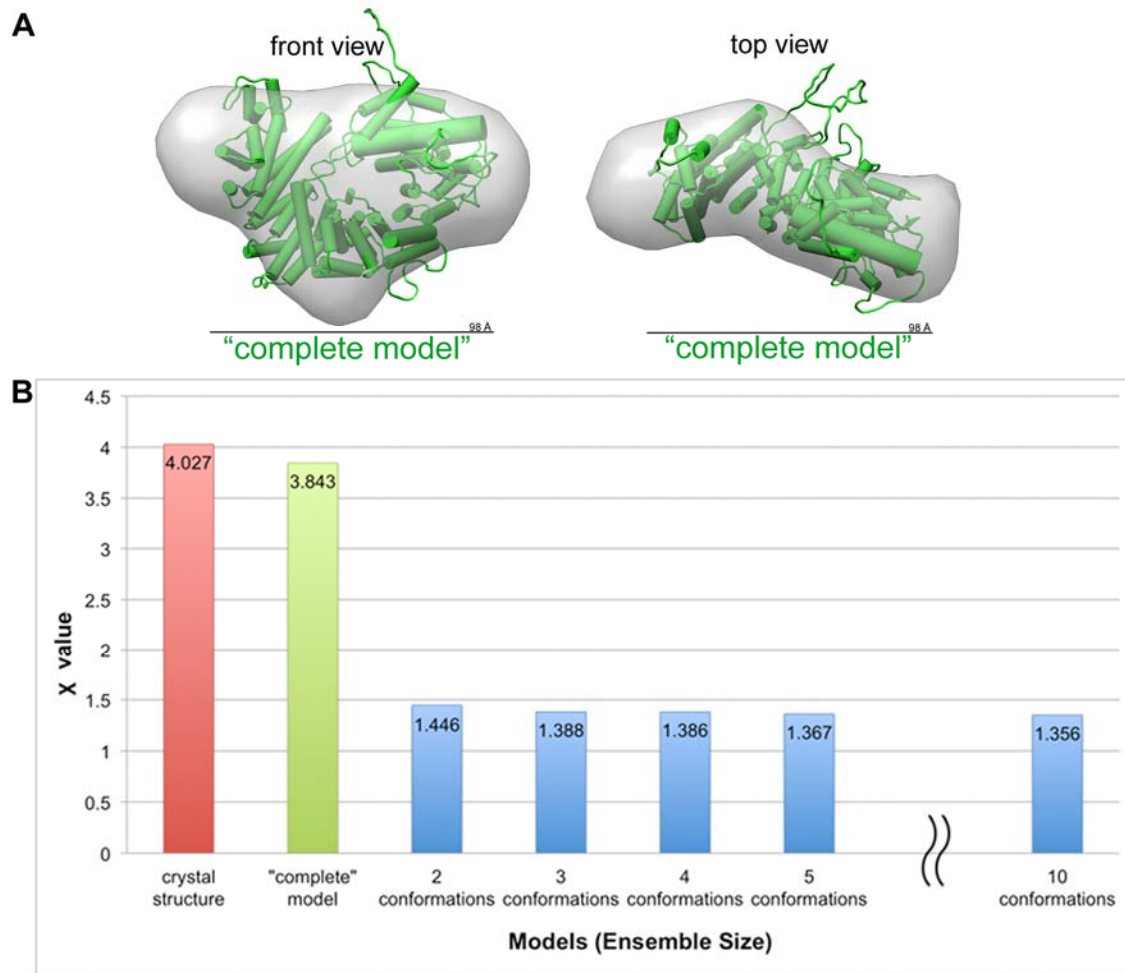 A
front view
top view
98 Å
98 Å
“complete model”
“complete model”
B
4.5
4
3.5
3
2.5
2
1.5
1
0.5
0
X value
4.027
3.843
1.446
1.388
1.386
1.367
1.356
crystal
structure
"complete"
model
2
conformations
3
conformations
4
conformations
5
conformations
10
conformations
Models (Ensemble Size)